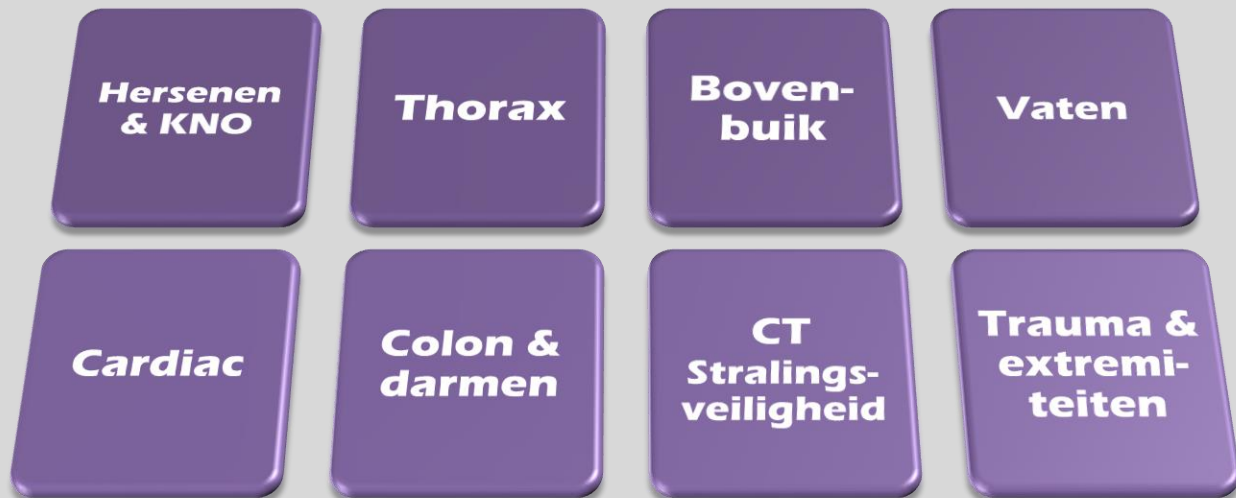 Hersenen
& KNO
Thorax
Boven-
buik
Vaten
Cardiac
Colon &
darmen
CT
Stralings-
veiligheid
Trauma &
extremi-
teiten